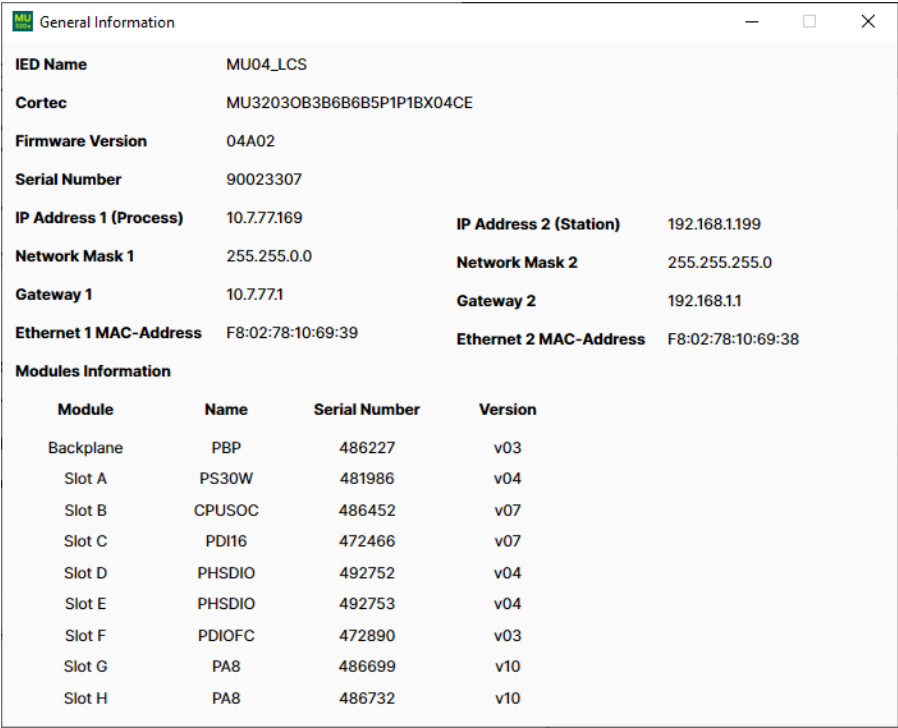 MU
320x
General Information
IED Name MU04_LCS
Cortec MU3203OB3B6B6B5P1P1BX04CE
Firmware Version 04A02
Serial Number 90023307
IP Address 1 (Process) 10.7.77.169 IP Address 2 (Station) 192.168.1.199
Network Mask 1 255.255.0.0 Network Mask 2 255.255.255.0
Gateway 1 10.7.77.1 Gateway 2 192.168.1.1
Ethernet 1 MAC-Address F8:02:78:10:69:39 Ethernet 2 MAC-Address F8:02:78:10:69:38
Modules Information
Module Name Serial Number Version
Backplane PBP 486227 v03
Slot A PS30W 481986 v04
Slot B CPUSOC 486452 v07
Slot C PDI16 472466 v07
Slot D PHSDIO 492752 v04
Slot E PHSDIO 492753 v04
Slot F PDIOFC 472890 v03
Slot G PA8 486699 v10
Slot H PA8 486732 v10